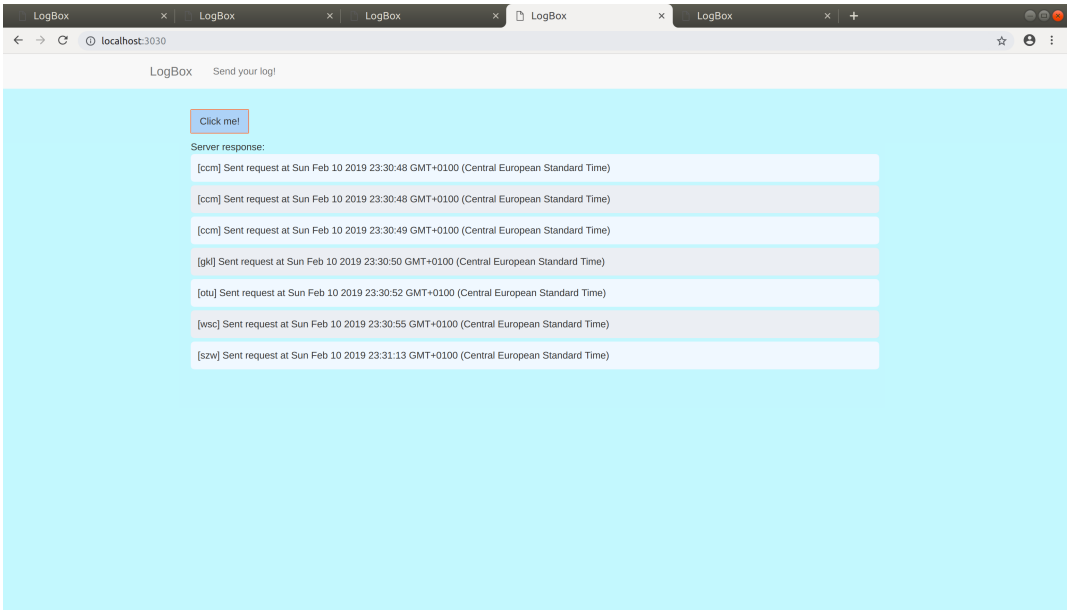 LogBox LogBox LogBox LogBox LogBox
localhost:3030
LogBox Send your log!
Click me!
Server response:
[ccm] Sent request at Sun Feb 10 2019 23:30:48 GMT+0100 (Central European Standard Time)
[ccm] Sent request at Sun Feb 10 2019 23:30:48 GMT+0100 (Central European Standard Time)
[ccm] Sent request at Sun Feb 10 2019 23:30:49 GMT+0100 (Central European Standard Time)
[gkl] Sent request at Sun Feb 10 2019 23:30:50 GMT+0100 (Central European Standard Time)
[otu] Sent request at Sun Feb 10 2019 23:30:52 GMT+0100 (Central European Standard Time)
[wsc] Sent request at Sun Feb 10 2019 23:30:55 GMT+0100 (Central European Standard Time)
[szw] Sent request at Sun Feb 10 2019 23:31:13 GMT+0100 (Central European Standard Time)